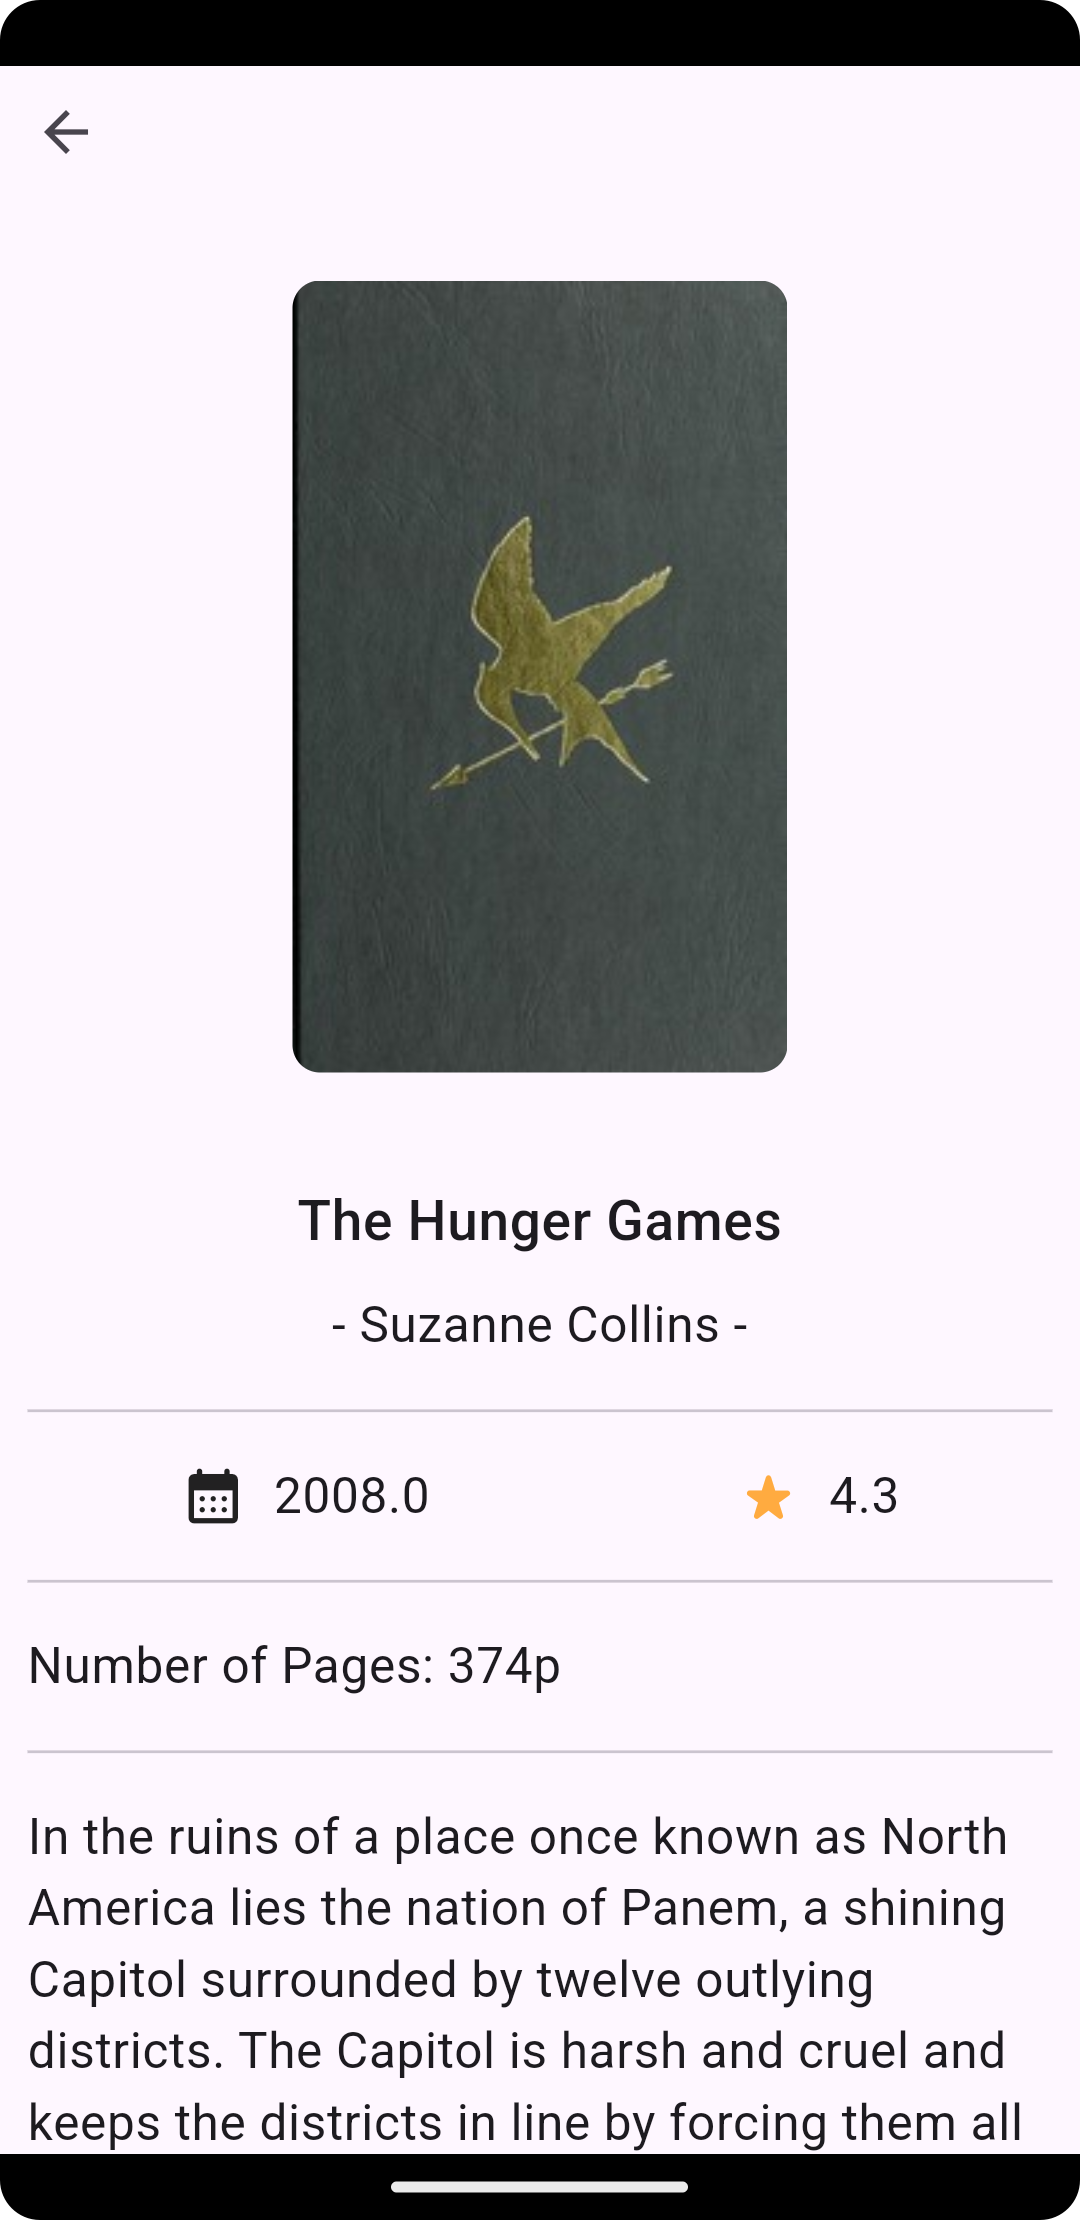 The Hunger Games
- Suzanne Collins -
2008.0
4.3
Number of Pages: 374p
In the ruins of a place once known as North
America lies the nation of Panem, a shining
Capitol surrounded by twelve outlying
districts. The Capitol is harsh and cruel and
keeps the districts in line by forcing them all